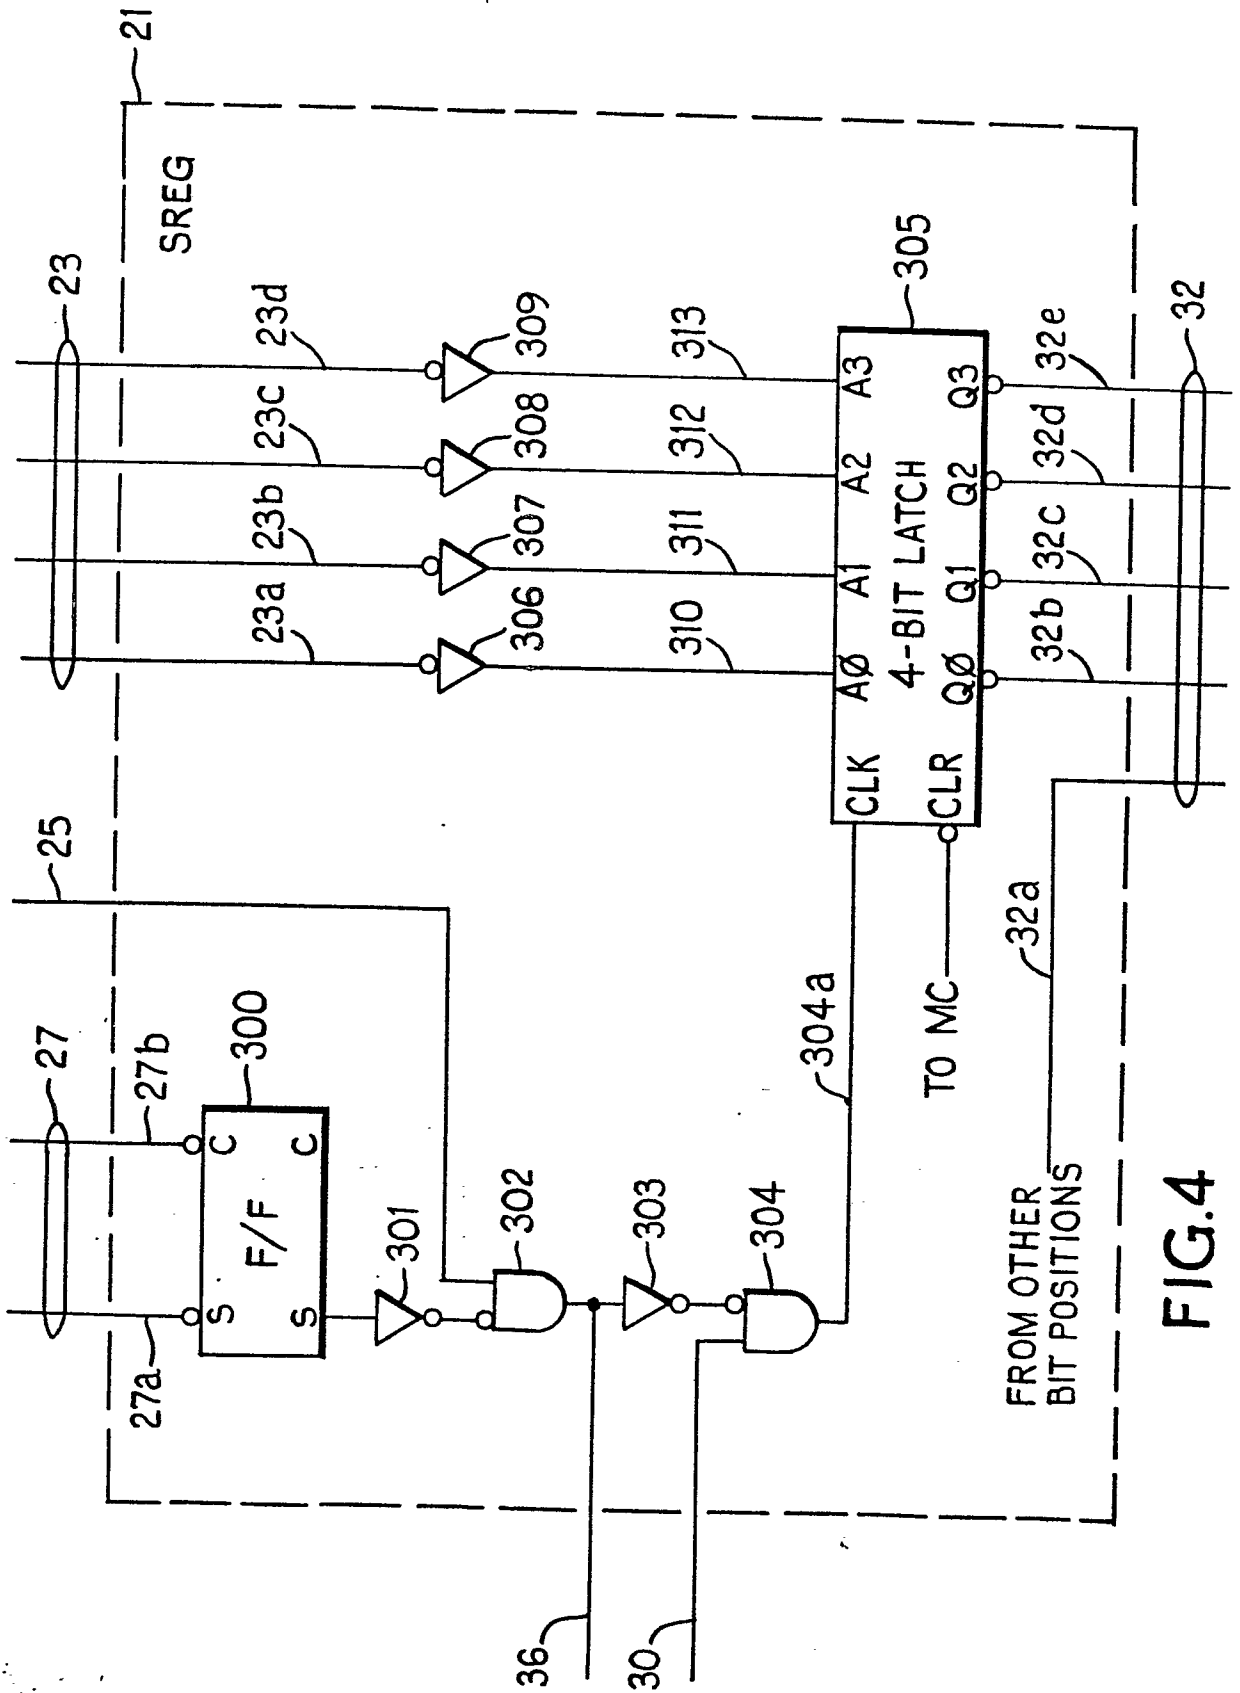 21
SREG
23
23a
23b
23c
23d
25
27
27a
27b
S
C
F/F
S
C
300
301
302
303
304
304a
306
307
308
309
310
311
312
313
305
CLK
AØ
A1
A2
A3
4-BIT LATCH
CLR
QØ
Q1
Q2
Q3
TO MC
36
30
FROM OTHER
BIT POSITIONS
32a
32b
32c
32d
32e
32
FIG.4